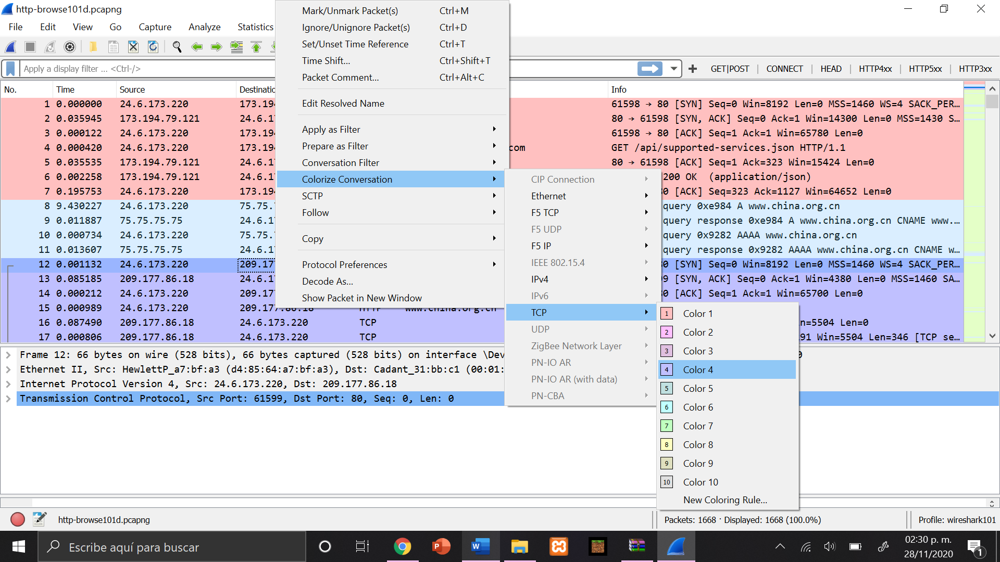 http-browse101d.pcapng
File Edit View Go Capture Analyze Statistics
Apply a display filter ... <Ctrl-/>
GET|POST CONNECT HEAD HTTP4xx HTTP5xx HTTP3xx
No. Time Source Destinatio Info
1 0.000000 24.6.173.220 173.194 61598 → 80 [SYN] Seq=0 Win=8192 Len=0 MSS=1460 WS=4 SACK_PER…
2 0.035945 173.194.79.121 24.6.17 80 → 61598 [SYN, ACK] Seq=0 Ack=1 Win=14300 Len=0 MSS=1430 S…
3 0.000122 24.6.173.220 173.194 61598 → 80 [ACK] Seq=1 Ack=1 Win=65780 Len=0
4 0.000420 24.6.173.220 173.194 com GET /api/supported-services.json HTTP/1.1
5 0.035535 173.194.79.121 24.6.17 80 → 61598 [ACK] Seq=1 Ack=323 Win=15424 Len=0
6 0.002258 173.194.79.121 24.6.17 200 OK (application/json)
7 0.195753 24.6.173.220 173.194 0 [ACK] Seq=323 Ack=1127 Win=64652 Len=0
8 9.430227 24.6.173.220 75.75. query 0xe984 A www.china.org.cn
9 0.011887 75.75.75.75 24.6.17 query response 0xe984 A www.china.org.cn CNAME www.…
10 0.000734 24.6.173.220 75.75. query 0x9282 AAAA www.china.org.cn
11 0.013607 75.75.75.75 24.6.17 query response 0x9282 AAAA www.china.org.cn CNAME w…
12 0.001132 24.6.173.220 209.177 0 [SYN] Seq=0 Win=8192 Len=0 MSS=1460 WS=4 SACK_PER…
13 0.085185 209.177.86.18 24.6.17 9 [SYN, ACK] Seq=0 Ack=1 Win=4380 Len=0 MSS=1460 SA…
14 0.000212 24.6.173.220 209.177 0 [ACK] Seq=1 Ack=1 Win=65700 Len=0
15 0.000989 24.6.173.220 209.177.86.18 HTTP www.china.org.cn
16 0.087490 209.177.86.18 24.6.173.220 TCP n=5504 Len=0
17 0.000806 209.177.86.18 24.6.173.220 TCP 91 Win=5504 Len=346 [TCP se…
Mark/Unmark Packet(s) Ctrl+M
Ignore/Unignore Packet(s) Ctrl+D
Set/Unset Time Reference Ctrl+T
Time Shift... Ctrl+Shift+T
Packet Comment... Ctrl+Alt+C
Edit Resolved Name
Apply as Filter
Prepare as Filter
Conversation Filter
Colorize Conversation
SCTP
Follow
Copy
Protocol Preferences
Decode As...
Show Packet in New Window
CIP Connection
Ethernet
F5 TCP
F5 UDP
F5 IP
IEEE 802.15.4
IPv4
IPv6
TCP
UDP
ZigBee Network Layer
PN-IO AR
PN-IO AR (with data)
PN-CBA
1 Color 1
2 Color 2
3 Color 3
4 Color 4
5 Color 5
6 Color 6
7 Color 7
8 Color 8
9 Color 9
10 Color 10
New Coloring Rule...
Frame 12: 66 bytes on wire (528 bits), 66 bytes captured (528 bits) on interface \Dev 0
Ethernet II, Src: HewlettP_a7:bf:a3 (d4:85:64:a7:bf:a3), Dst: Cadant_31:bb:c1 (00:01:
Internet Protocol Version 4, Src: 24.6.173.220, Dst: 209.177.86.18
Transmission Control Protocol, Src Port: 61599, Dst Port: 80, Seq: 0, Len: 0
http-browse101d.pcapng
Packets: 1668 · Displayed: 1668 (100.0%)
Profile: wireshark101
Escribe aquí para buscar
02:30 p. m.
28/11/2020
1